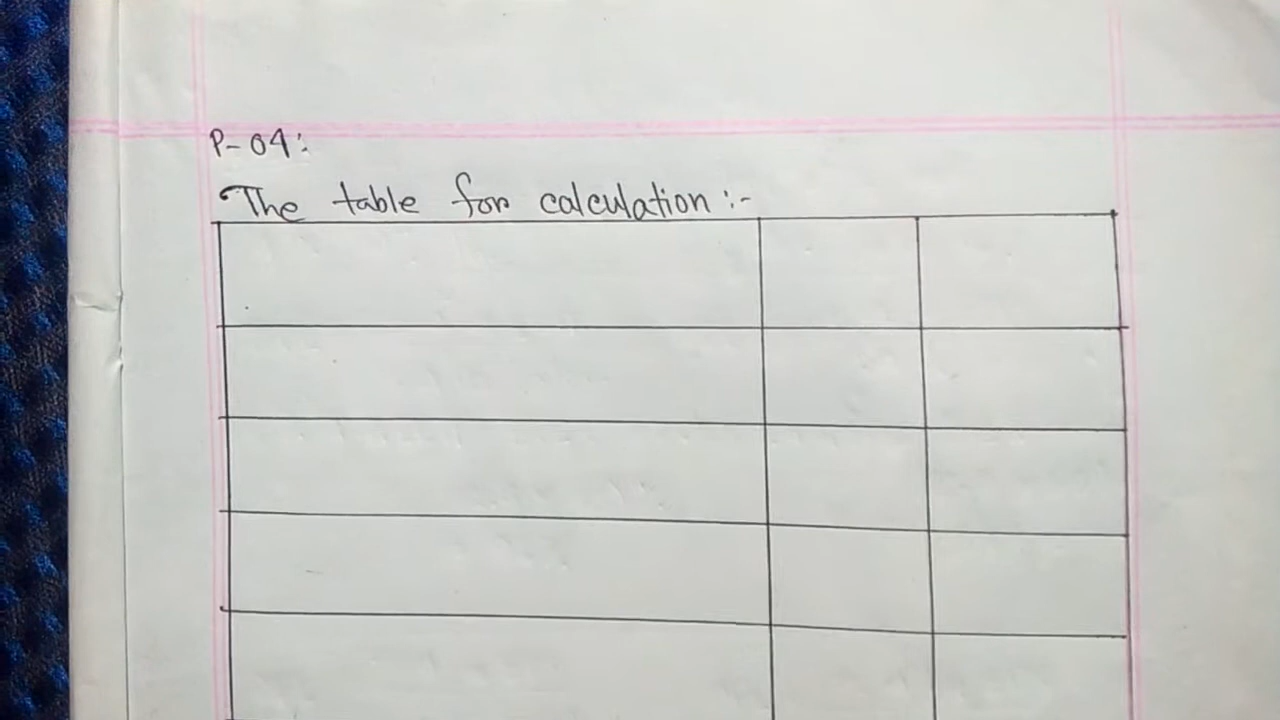 P-04:
The table for calculation :-